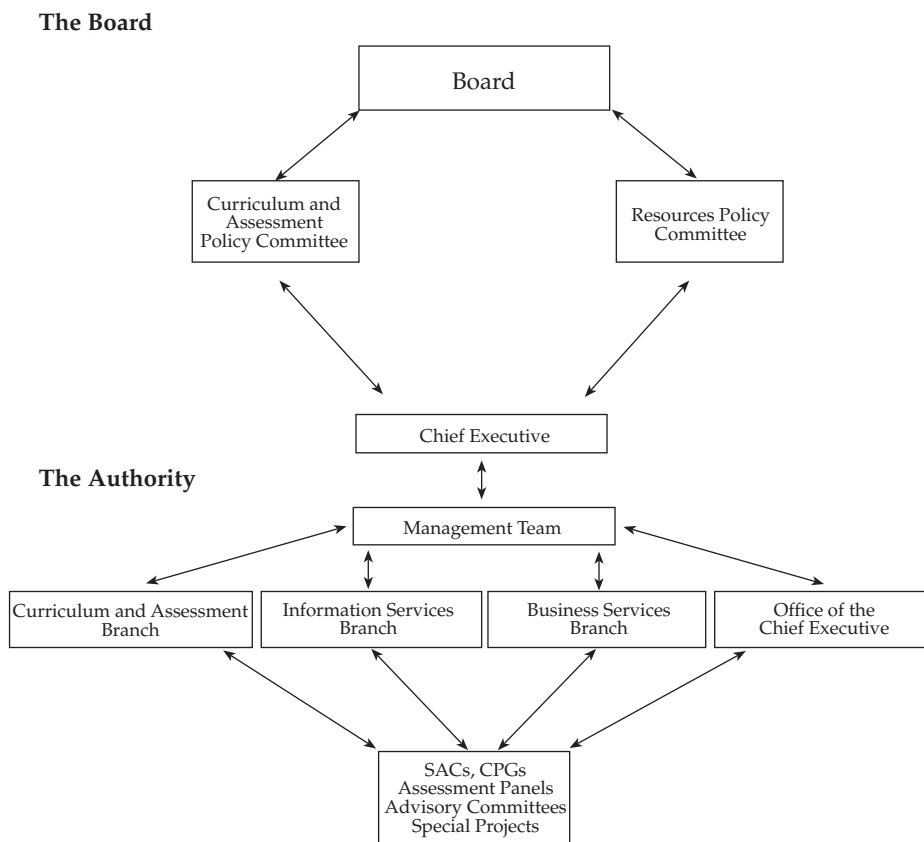 The Board
Board
Curriculum and
Assessment
Policy Committee
Resources Policy
Committee
Chief Executive
The Authority
Management Team
Curriculum and Assessment
Branch
Information Services
Branch
Business Services
Branch
Office of the
Chief Executive
SACs, CPGs
Assessment Panels
Advisory Committees
Special Projects